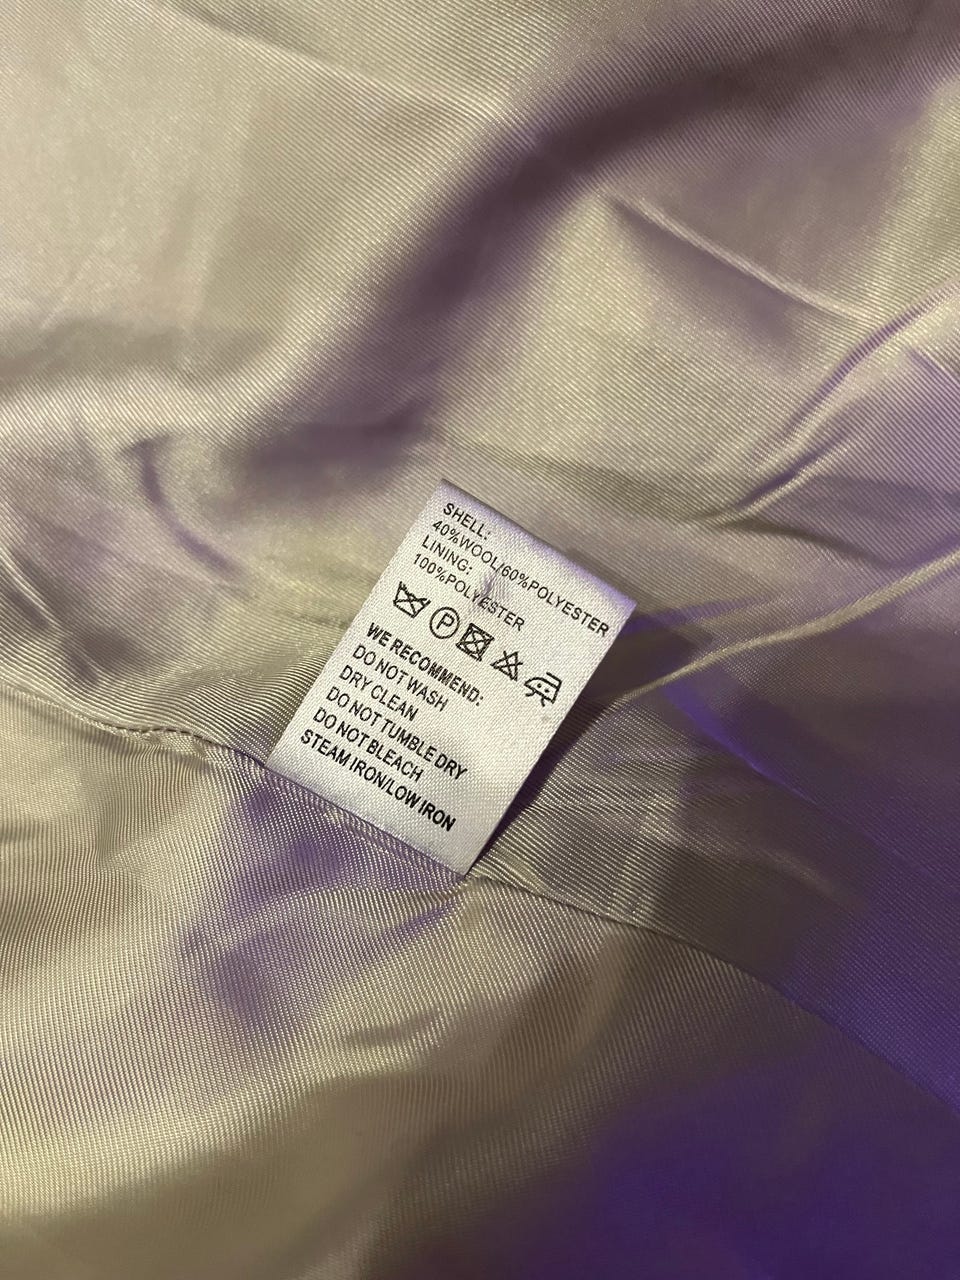 SHELL:
40%WOOL/60%POLYESTER
LINING:
100%POLYESTER
P
WE RECOMMEND:
DO NOT WASH
DRY CLEAN
DO NOT TUMBLE DRY
DO NOT BLEACH
STEAM IRON/LOW IRON